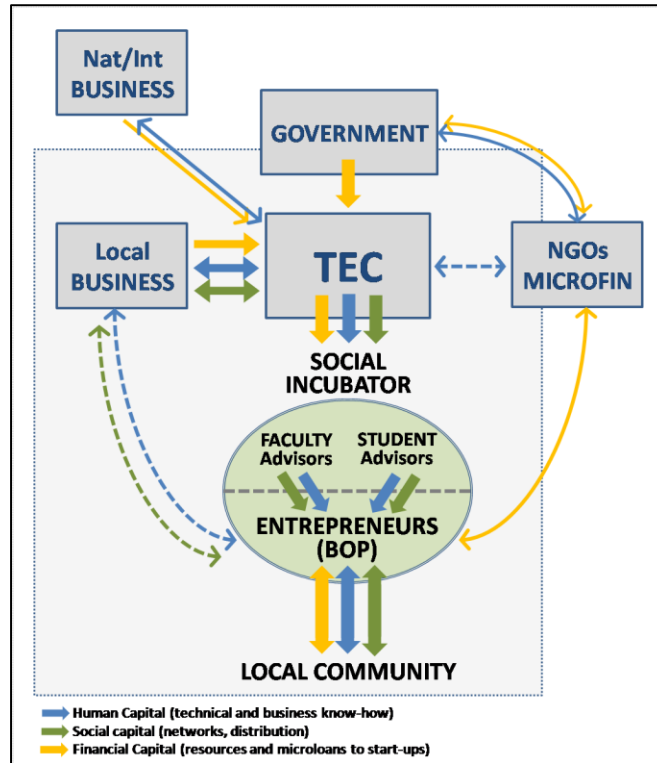 Nat/Int
BUSINESS
GOVERNMENT
Local
BUSINESS
TEC
NGOs
MICROFIN
SOCIAL
INCUBATOR
FACULTY
Advisors
STUDENT
Advisors
ENTREPRENEURS
(BOP)
LOCAL COMMUNITY
Human Capital (technical and business know-how)
Social capital (networks, distribution)
Financial Capital (resources and microloans to start-ups)